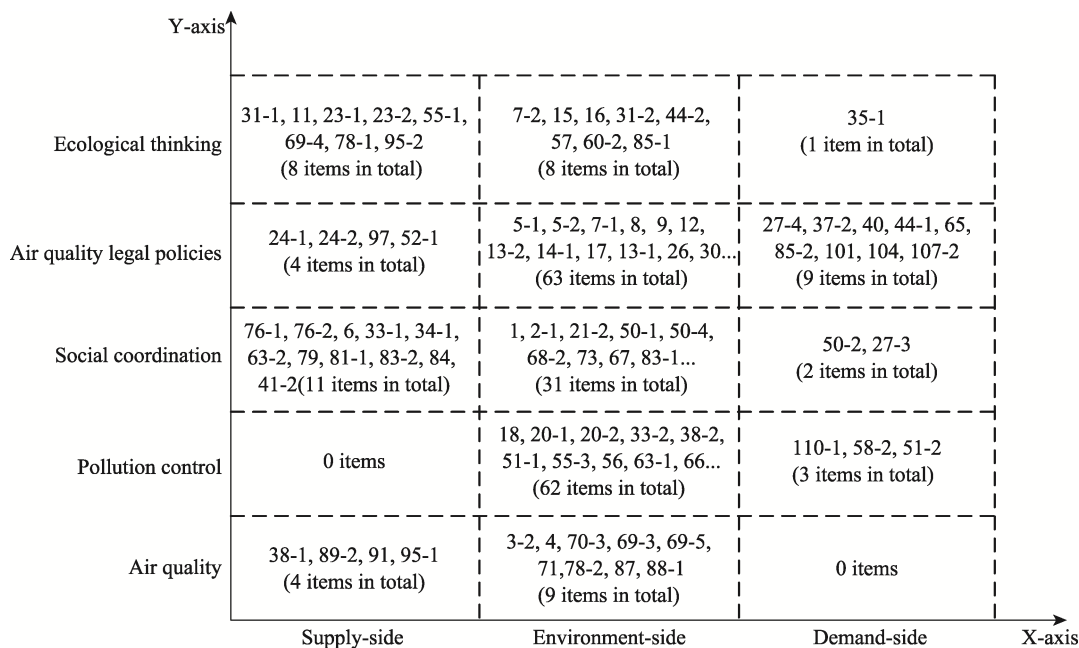 Y-axis
Ecological thinking
31-1, 11, 23-1, 23-2, 55-1,
69-4, 78-1, 95-2
(8 items in total)
7-2, 15, 16, 31-2, 44-2,
57, 60-2, 85-1
(8 items in total)
35-1
(1 item in total)
Air quality legal policies
24-1, 24-2, 97, 52-1
(4 items in total)
5-1, 5-2, 7-1, 8, 9, 12,
13-2, 14-1, 17, 13-1, 26, 30...
(63 items in total)
27-4, 37-2, 40, 44-1, 65,
85-2, 101, 104, 107-2
(9 items in total)
Social coordination
76-1, 76-2, 6, 33-1, 34-1,
63-2, 79, 81-1, 83-2, 84,
41-2(11 items in total)
1, 2-1, 21-2, 50-1, 50-4,
68-2, 73, 67, 83-1...
(31 items in total)
50-2, 27-3
(2 items in total)
Pollution control
0 items
18, 20-1, 20-2, 33-2, 38-2,
51-1, 55-3, 56, 63-1, 66...
(62 items in total)
110-1, 58-2, 51-2
(3 items in total)
Air quality
38-1, 89-2, 91, 95-1
(4 items in total)
3-2, 4, 70-3, 69-3, 69-5,
71,78-2, 87, 88-1
(9 items in total)
0 items
Supply-side
Environment-side
Demand-side
X-axis